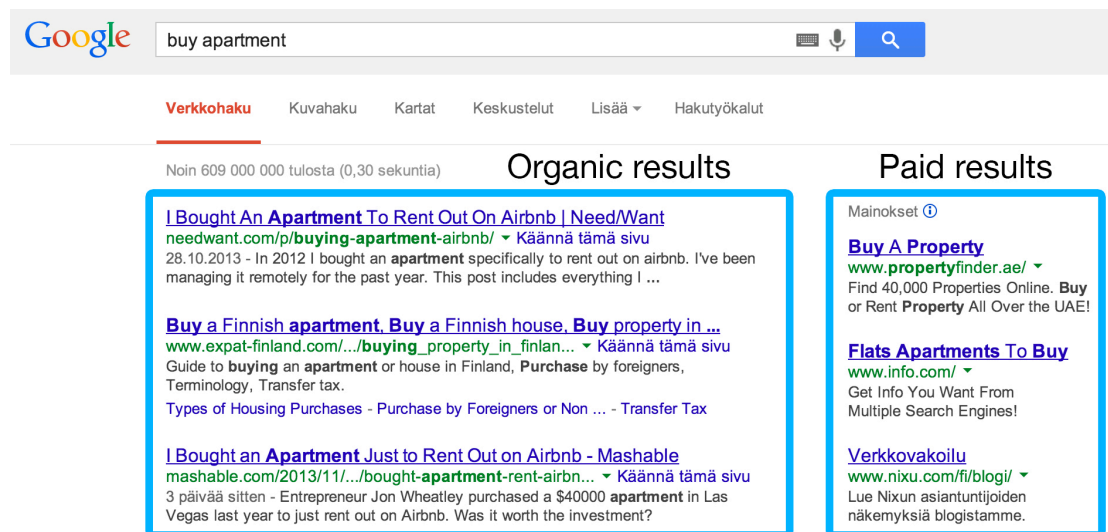 Google
buy apartment
Verkkohaku Kuvahaku Kartat Keskustelut Lisää Hakutyökalut
Noin 609 000 000 tulosta (0,30 sekuntia)
Organic results
I Bought An Apartment To Rent Out On Airbnb | Need/Want
needwant.com/p/buying-apartment-airbnb/ Käännä tämä sivu
28.10.2013 - In 2012 I bought an apartment specifically to rent out on airbnb. I've been
managing it remotely for the past year. This post includes everything I ...
Buy a Finnish apartment, Buy a Finnish house, Buy property in ...
www.expat-finland.com/.../buying_property_in_finlan... Käännä tämä sivu
Guide to buying an apartment or house in Finland, Purchase by foreigners,
Terminology, Transfer tax.
Types of Housing Purchases - Purchase by Foreigners or Non ... - Transfer Tax
I Bought an Apartment Just to Rent Out on Airbnb - Mashable
mashable.com/2013/11/.../bought-apartment-rent-airbn... Käännä tämä sivu
3 päivää sitten - Entrepreneur Jon Wheatley purchased a $40000 apartment in Las
Vegas last year to just rent out on Airbnb. Was it worth the investment?
Paid results
Mainokset
Buy A Property
www.propertyfinder.ae/
Find 40,000 Properties Online. Buy
or Rent Property All Over the UAE!
Flats Apartments To Buy
www.info.com/
Get Info You Want From
Multiple Search Engines!
Verkkovakoilu
www.nixu.com/fi/blogi/
Lue Nixun asiantuntijoiden
näkemyksiä blogistamme.